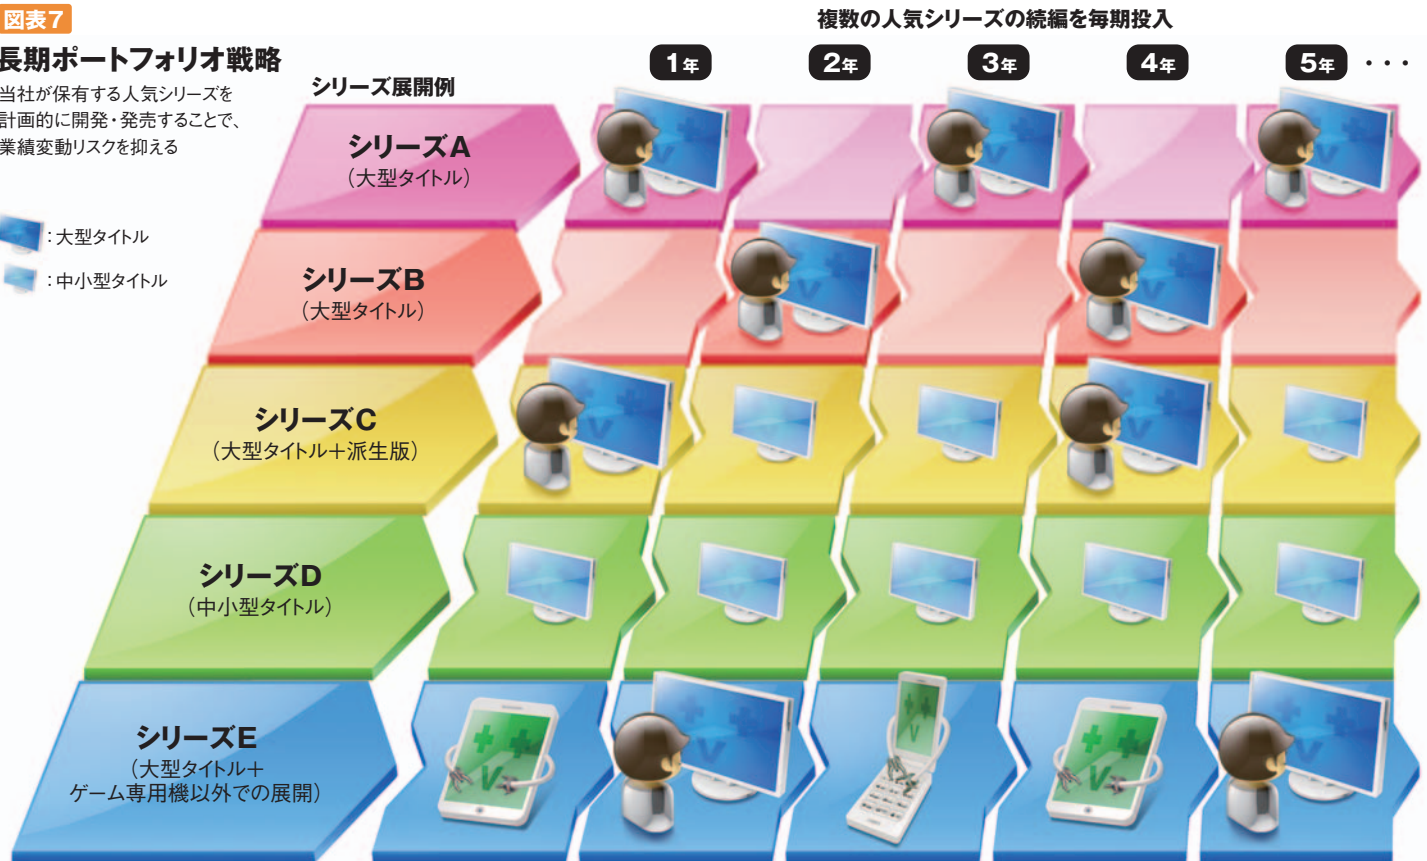 図表7
長期ポートフォリオ戦略
当社が保有する人気シリーズを
計画的に開発・発売することで、
業績変動リスクを抑える
:大型タイトル
:中小型タイトル
複数の人気シリーズの続編を毎期投入
シリーズ展開例
1年 2年 3年 4年 5年 ・・・
シリーズA
(大型タイトル)
シリーズB
(大型タイトル)
シリーズC
(大型タイトル+派生版)
シリーズD
(中小型タイトル)
シリーズE
(大型タイトル+
ゲーム専用機以外での展開)